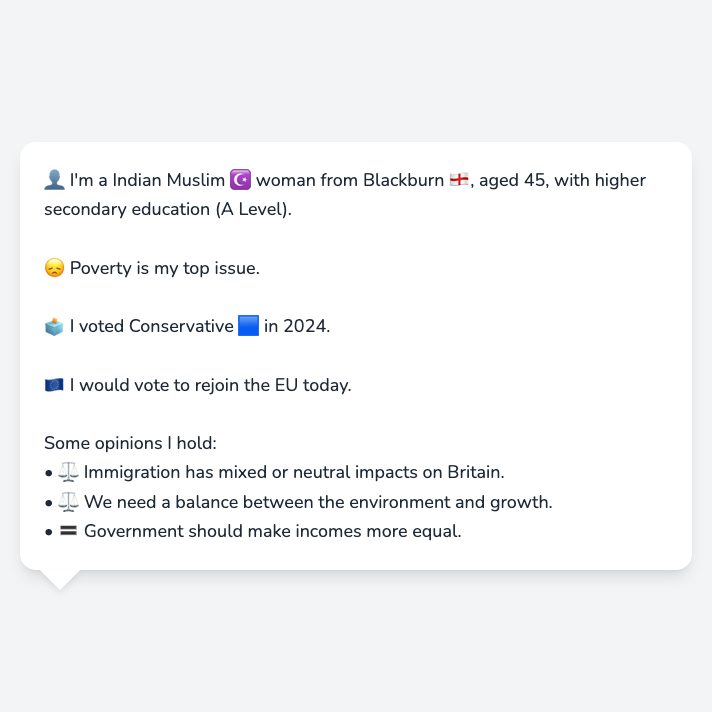 👤 I'm a Indian Muslim ☪️ woman from Blackburn 🏴󠁧󠁢󠁥󠁮󠁧󠁿, aged 45, with higher
secondary education (A Level).
😞 Poverty is my top issue.
🗳️ I voted Conservative 🟦 in 2024.
🇪🇺 I would vote to rejoin the EU today.
Some opinions I hold:
• ⚖️ Immigration has mixed or neutral impacts on Britain.
• ⚖️ We need a balance between the environment and growth.
• 🟰 Government should make incomes more equal.